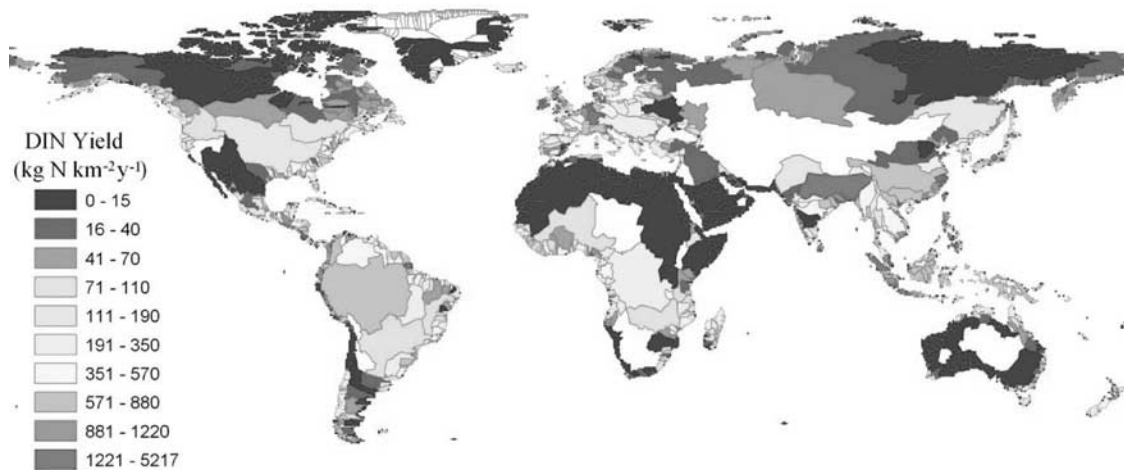 DIN Yield
(kg N km⁻²y⁻¹)
0 - 15
16 - 40
41 - 70
71 - 110
111 - 190
191 - 350
351 - 570
571 - 880
881 - 1220
1221 - 5217